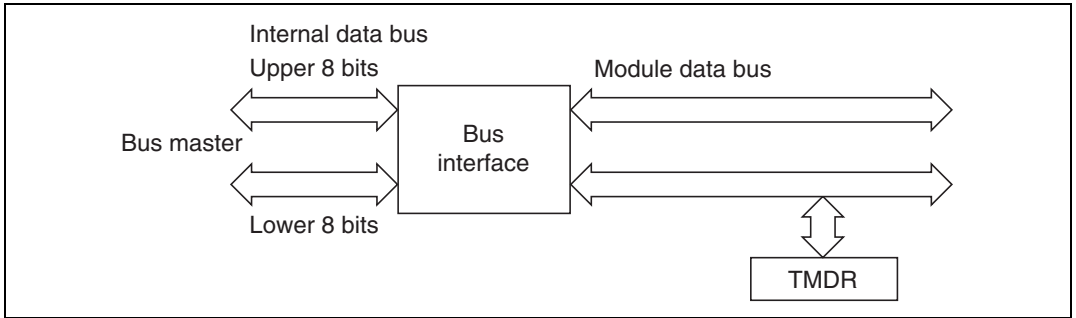 Internal data bus
Upper 8 bits
Module data bus
Bus master
Bus
interface
Lower 8 bits
TMDR